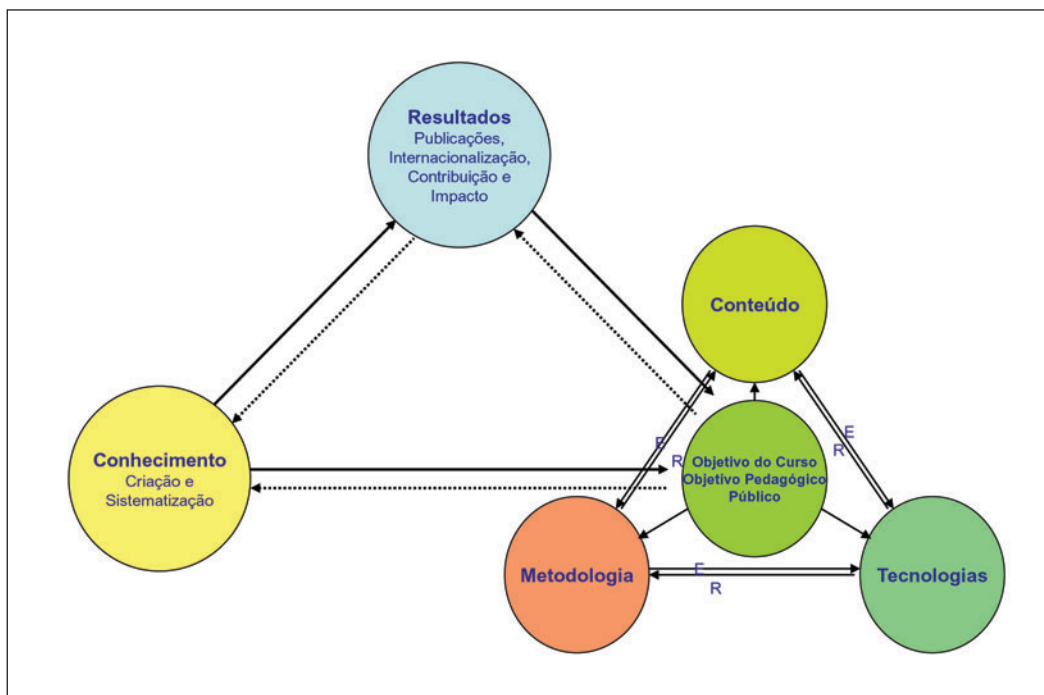 Resultados
Publicações,
Internacionalização,
Contribuição e
Impacto
Conteúdo
Conhecimento
Criação e
Sistematização
E
R
E
R
Objetivo do Curso
Objetivo Pedagógico
Público
Metodologia
E
R
Tecnologias